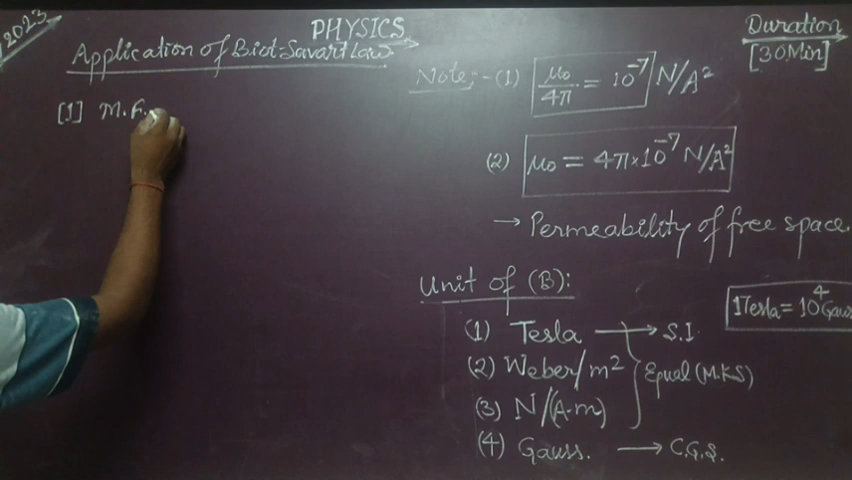 2023
PHYSICS
Duration
[30Min]
Application of Biot-Savart Law
[1] M.F.
Note:- (1) μ₀/4π = 10⁻⁷ N/A²
(2) μ₀ = 4π×10⁻⁷ N/A²
→ Permeability of free space.
Unit of (B):
1Tesla = 10⁴ Gauss
(1) Tesla → S.I.
(2) Weber/m²
Equal (M.K.S)
(3) N/(A-m)
(4) Gauss. → C.G.S.